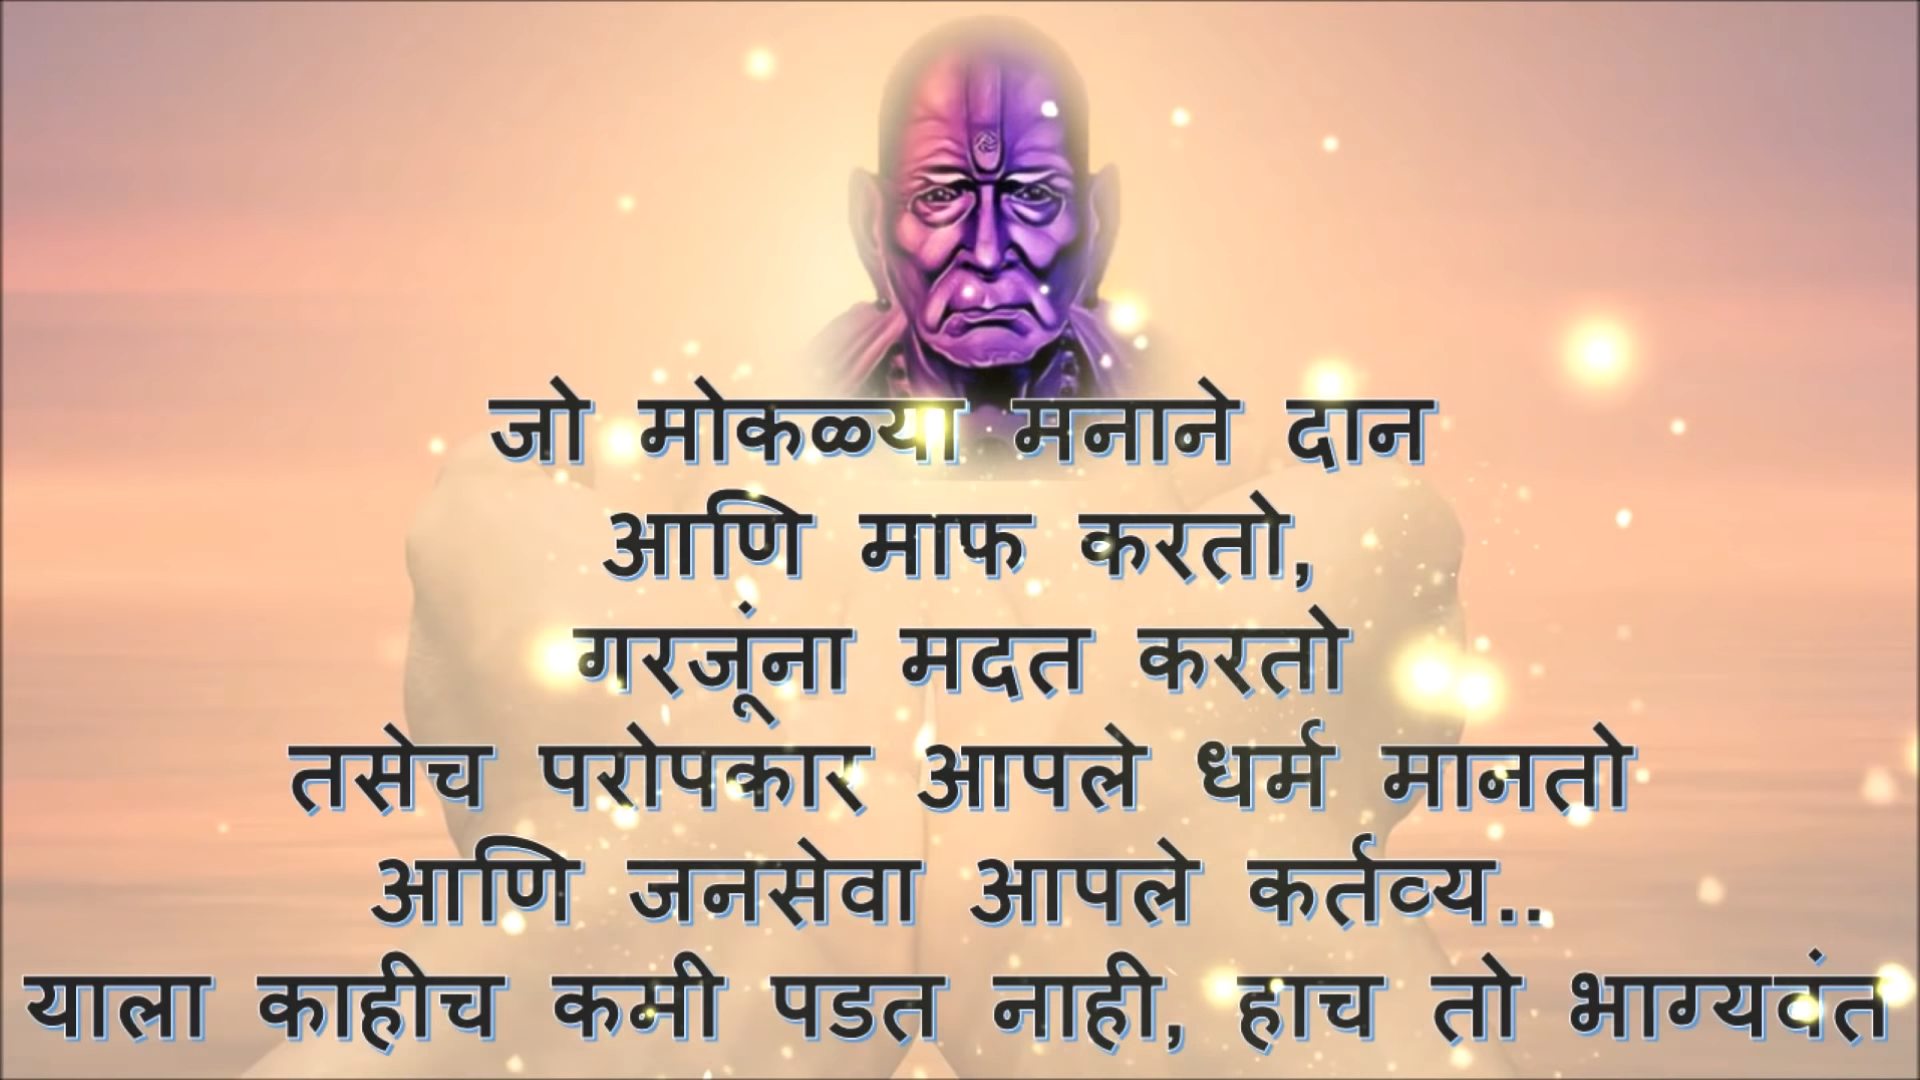 जो मोकळ्या मनाने दान
आणि माफ करतो,
गरजूंना मदत करतो
तसेच परोपकार आपले धर्म मानतो
आणि जनसेवा आपले कर्तव्य..
याला काहीच कमी पडत नाही, हाच तो भाग्यवंत